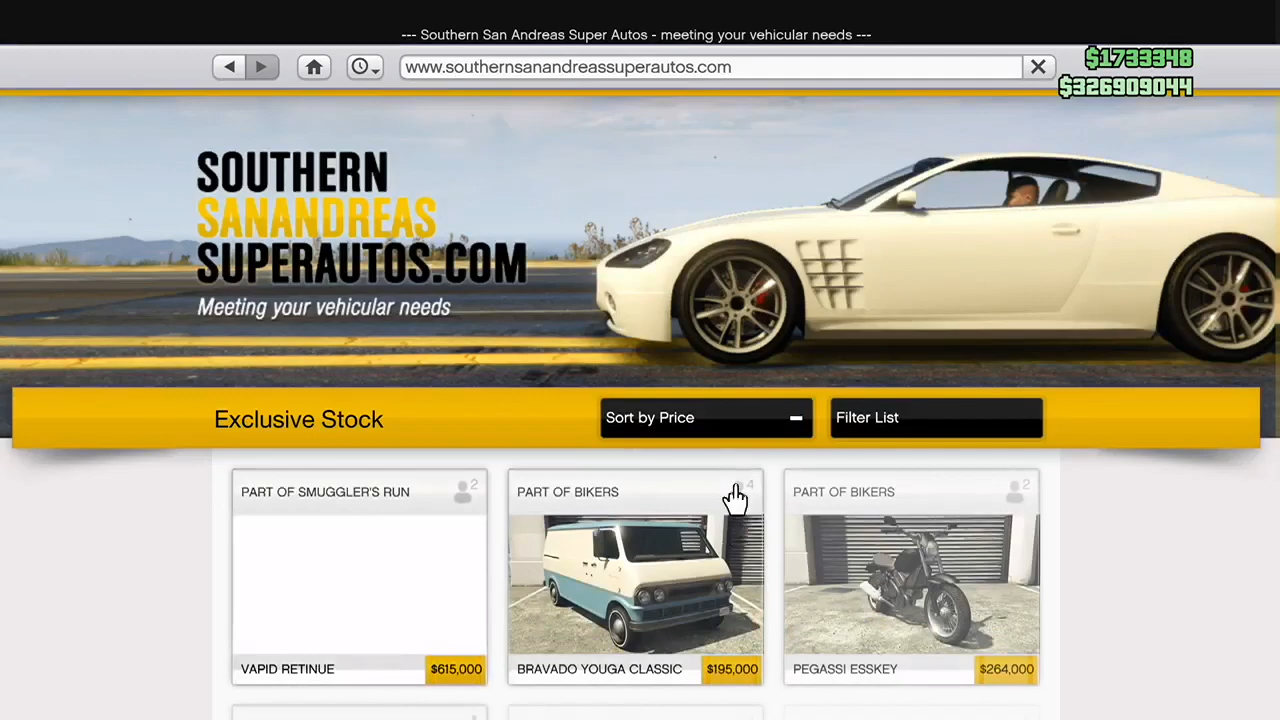 --- Southern San Andreas Super Autos - meeting your vehicular needs ---
www.southernsanandreassuperautos.com
$1733348
$326909044
SOUTHERN
SANANDREAS
SUPERAUTOS.COM
Meeting your vehicular needs
Exclusive Stock
Sort by Price
Filter List
PART OF SMUGGLER'S RUN 2
PART OF BIKERS 4
PART OF BIKERS 2
VAPID RETINUE $615,000
BRAVADO YOUGA CLASSIC $195,000
PEGASSI ESSKEY $264,000